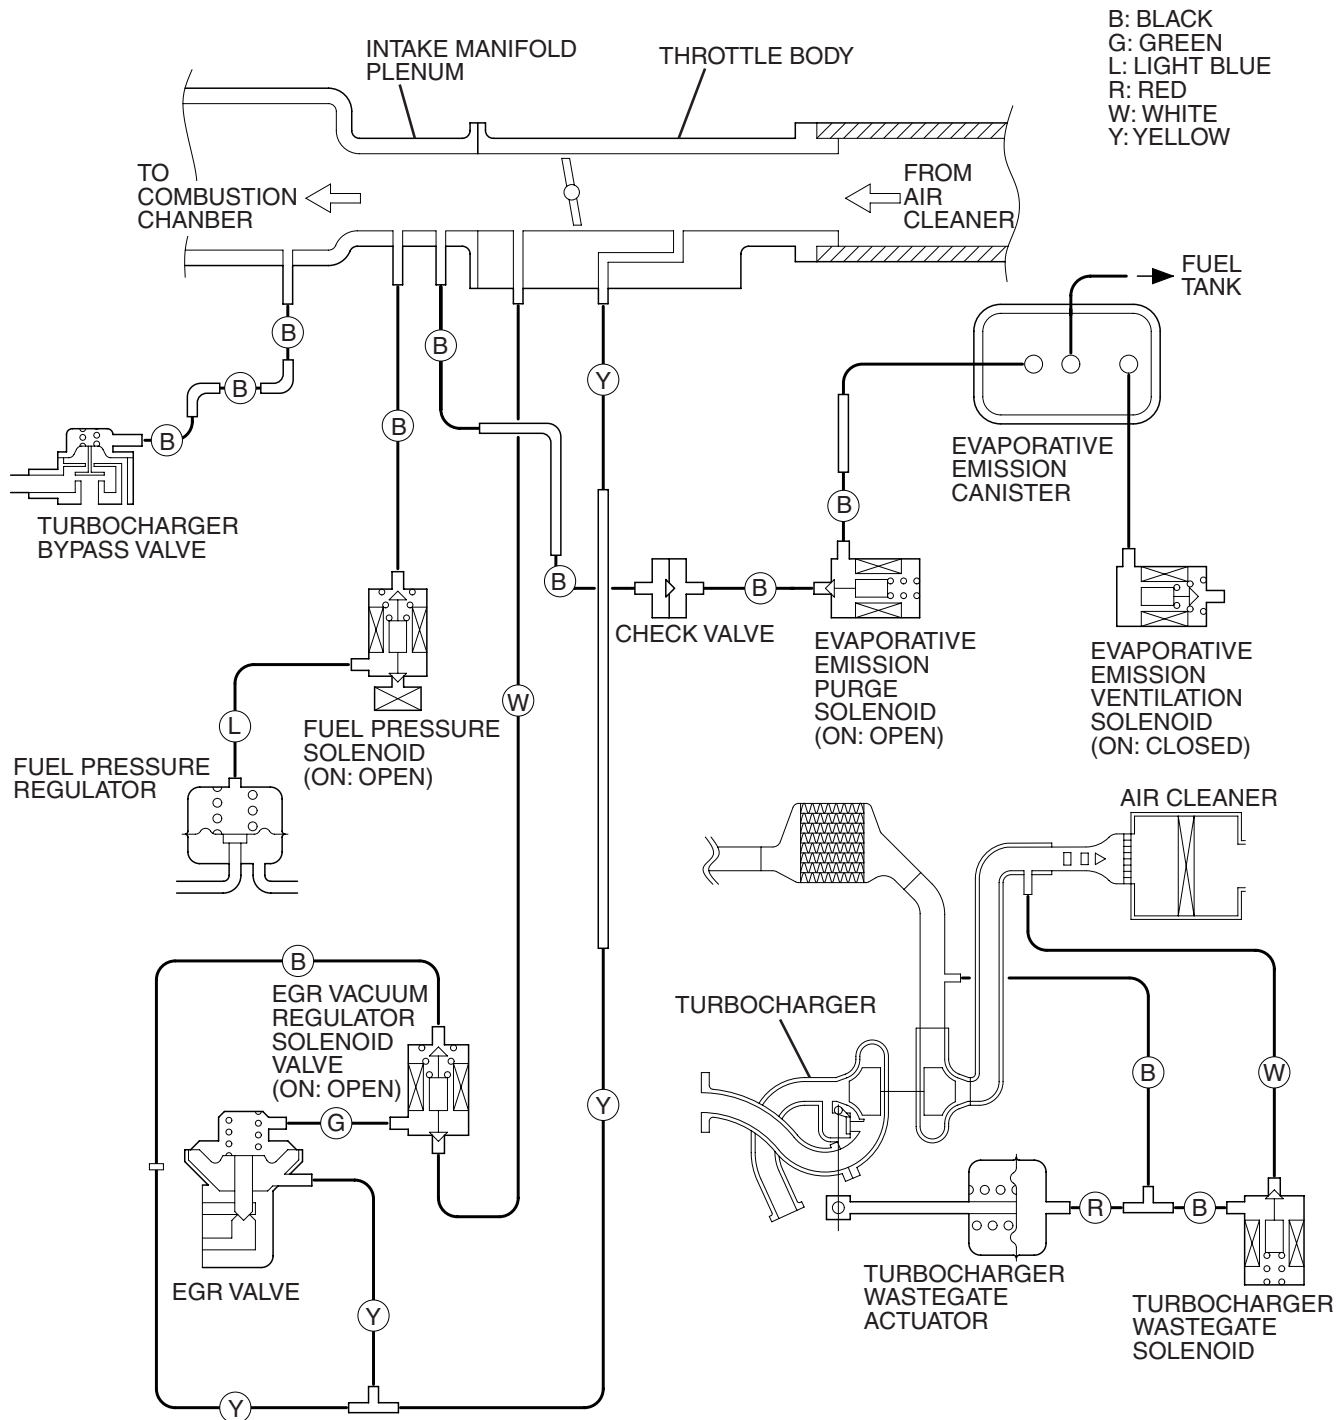 B: BLACK
G: GREEN
L: LIGHT BLUE
R: RED
W: WHITE
Y: YELLOW
INTAKE MANIFOLD
PLENUM
THROTTLE BODY
TO
COMBUSTION
CHANBER
FROM
AIR
CLEANER
FUEL
TANK
B
B
B
B
B
Y
EVAPORATIVE
EMISSION
CANISTER
TURBOCHARGER
BYPASS VALVE
B
B
B
CHECK VALVE
EVAPORATIVE
EMISSION
PURGE
SOLENOID
(ON: OPEN)
EVAPORATIVE
EMISSION
VENTILATION
SOLENOID
(ON: CLOSED)
W
L
FUEL PRESSURE
SOLENOID
(ON: OPEN)
FUEL PRESSURE
REGULATOR
AIR CLEANER
B
EGR VACUUM
REGULATOR
SOLENOID
VALVE
(ON: OPEN)
TURBOCHARGER
G
Y
B
W
EGR VALVE
R
B
TURBOCHARGER
WASTEGATE
ACTUATOR
TURBOCHARGER
WASTEGATE
SOLENOID
Y
Y